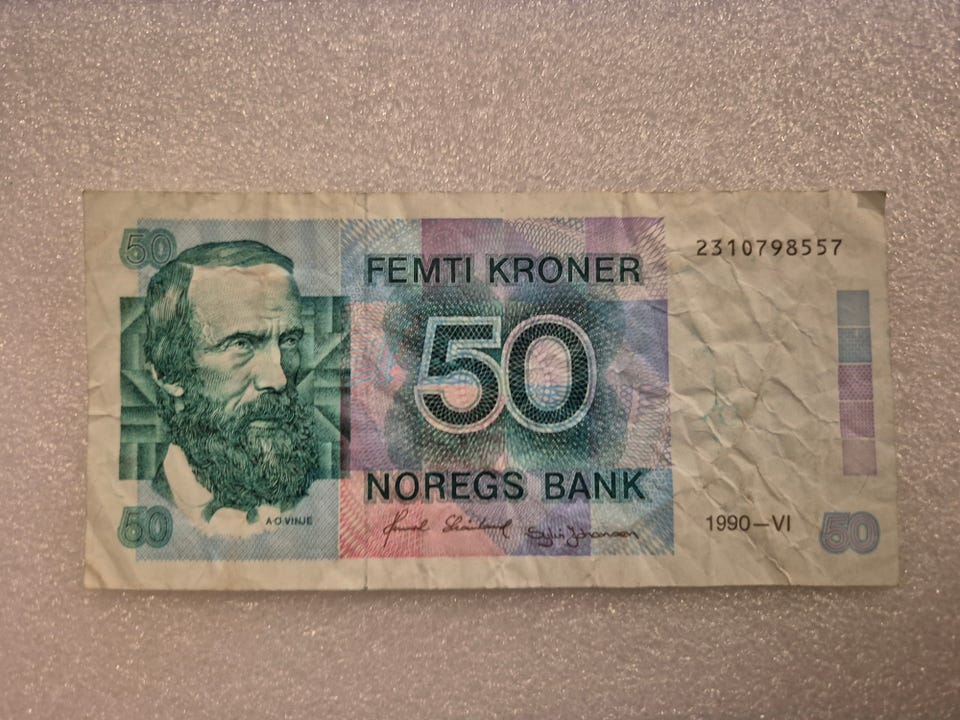 50
FEMTI KRONER
2310798557
50
NOREGS BANK
50
A O VINJE
1990-VI
50